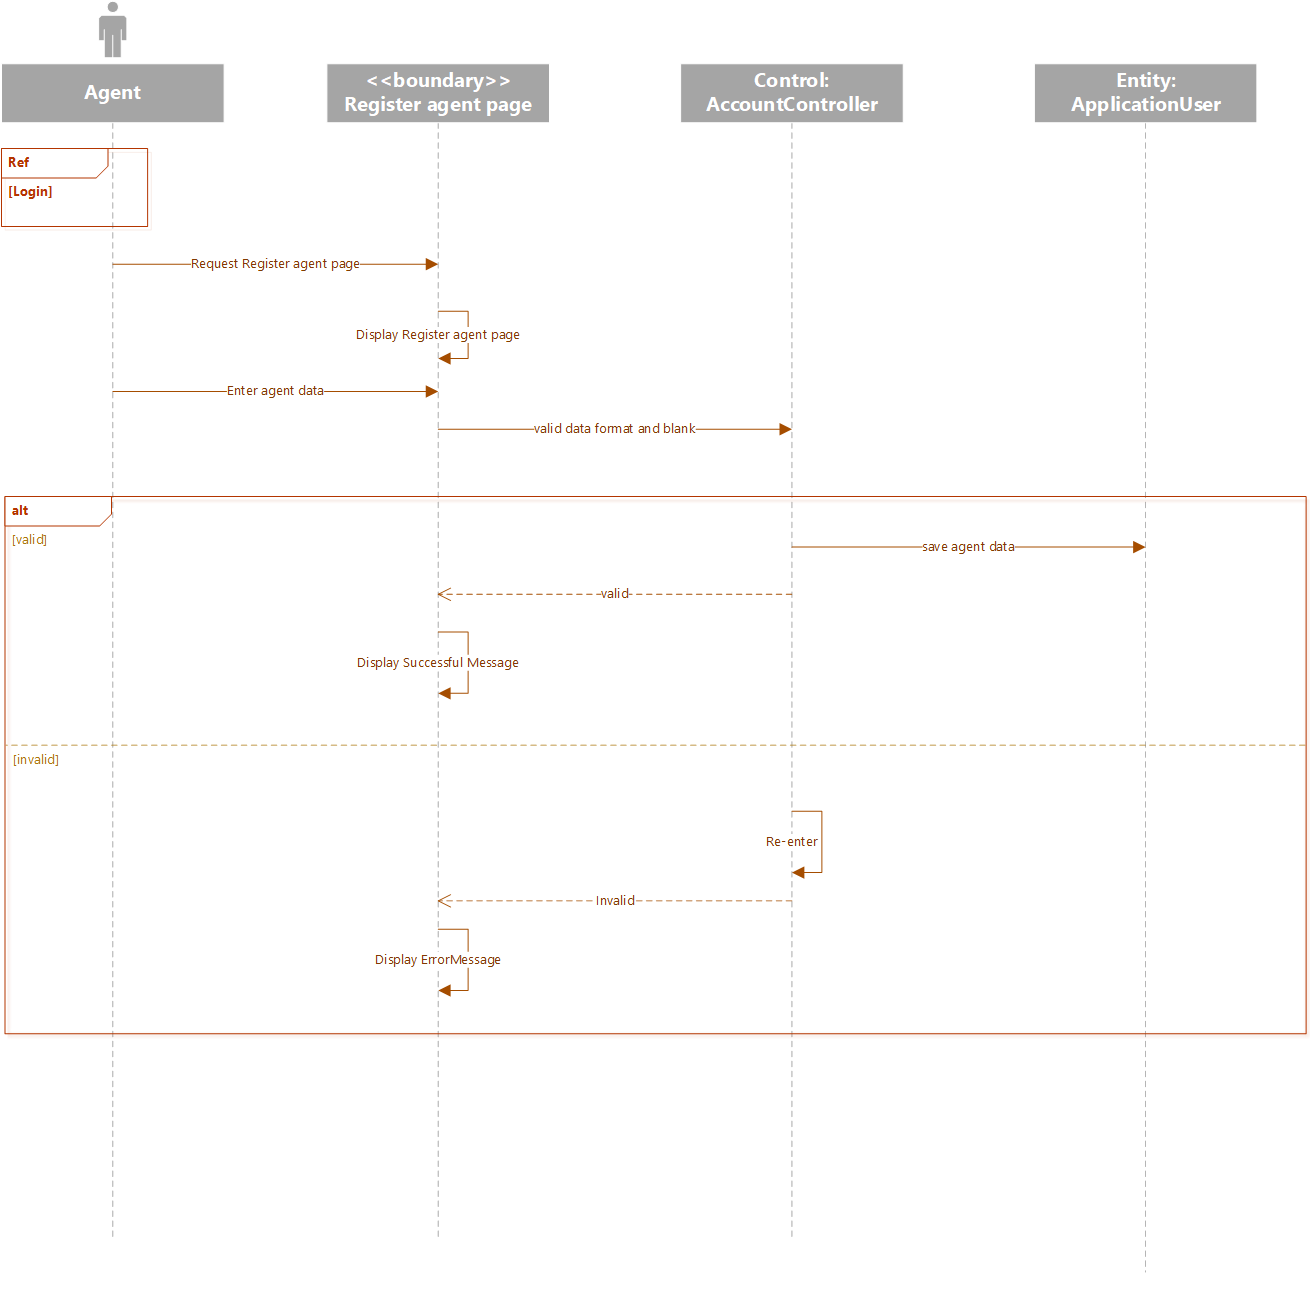 Agent
<<boundary>>
Register agent page
Control:
AccountController
Entity:
ApplicationUser
Ref
[Login]
Request Register agent page
Display Register agent page
Enter agent data
valid data format and blank
alt
[valid]
save agent data
valid
Display Successful Message
[invalid]
Re-enter
Invalid
Display ErrorMessage